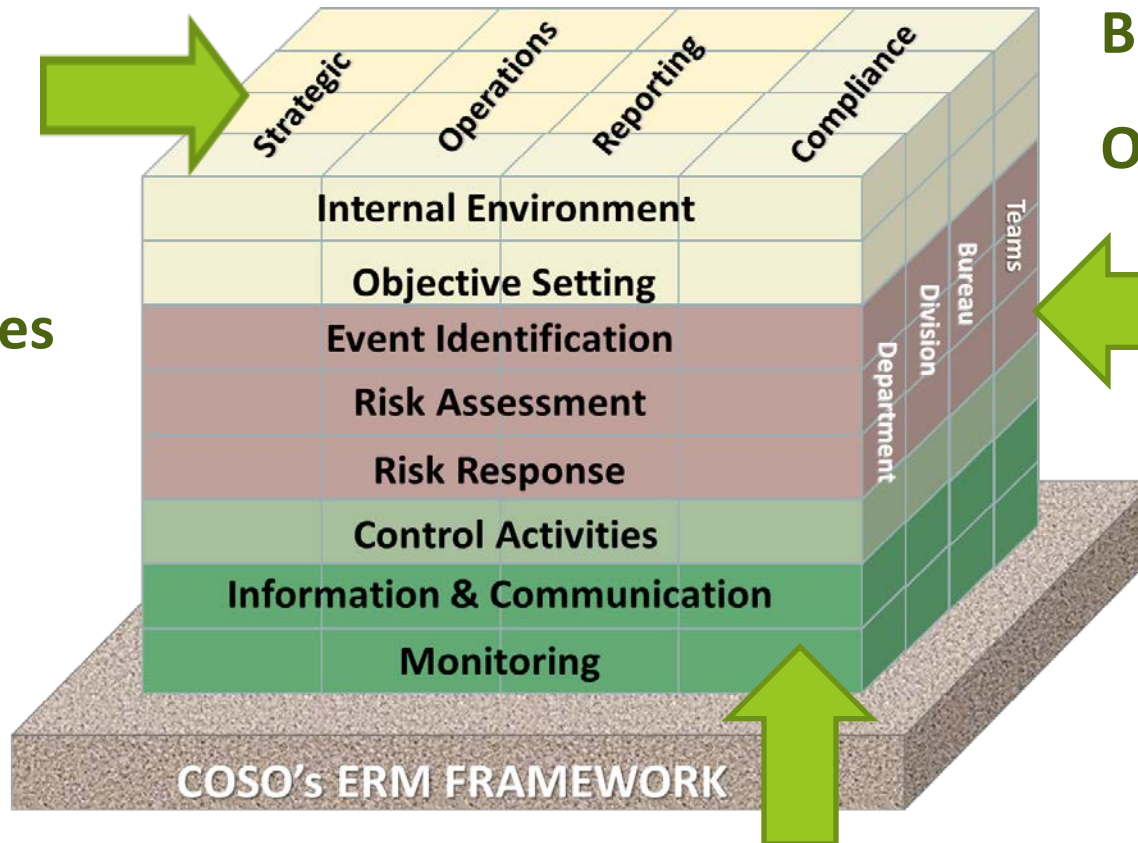 B
O
es
Strategic
Operations
Reporting
Compliance
Internal Environment
Objective Setting
Event Identification
Risk Assessment
Risk Response
Control Activities
Information & Communication
Monitoring
Department
Division
Bureau
Teams
COSO's ERM FRAMEWORK